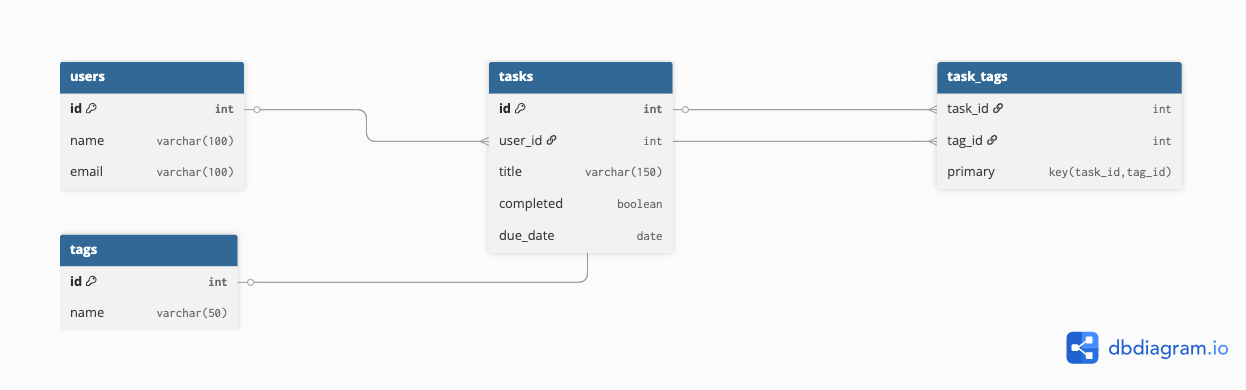 users
id int
name varchar(100)
email varchar(100)
tasks
id int
user_id int
title varchar(150)
completed boolean
due_date date
task_tags
task_id int
tag_id int
primary key(task_id,tag_id)
tags
id int
name varchar(50)
dbdiagram.io